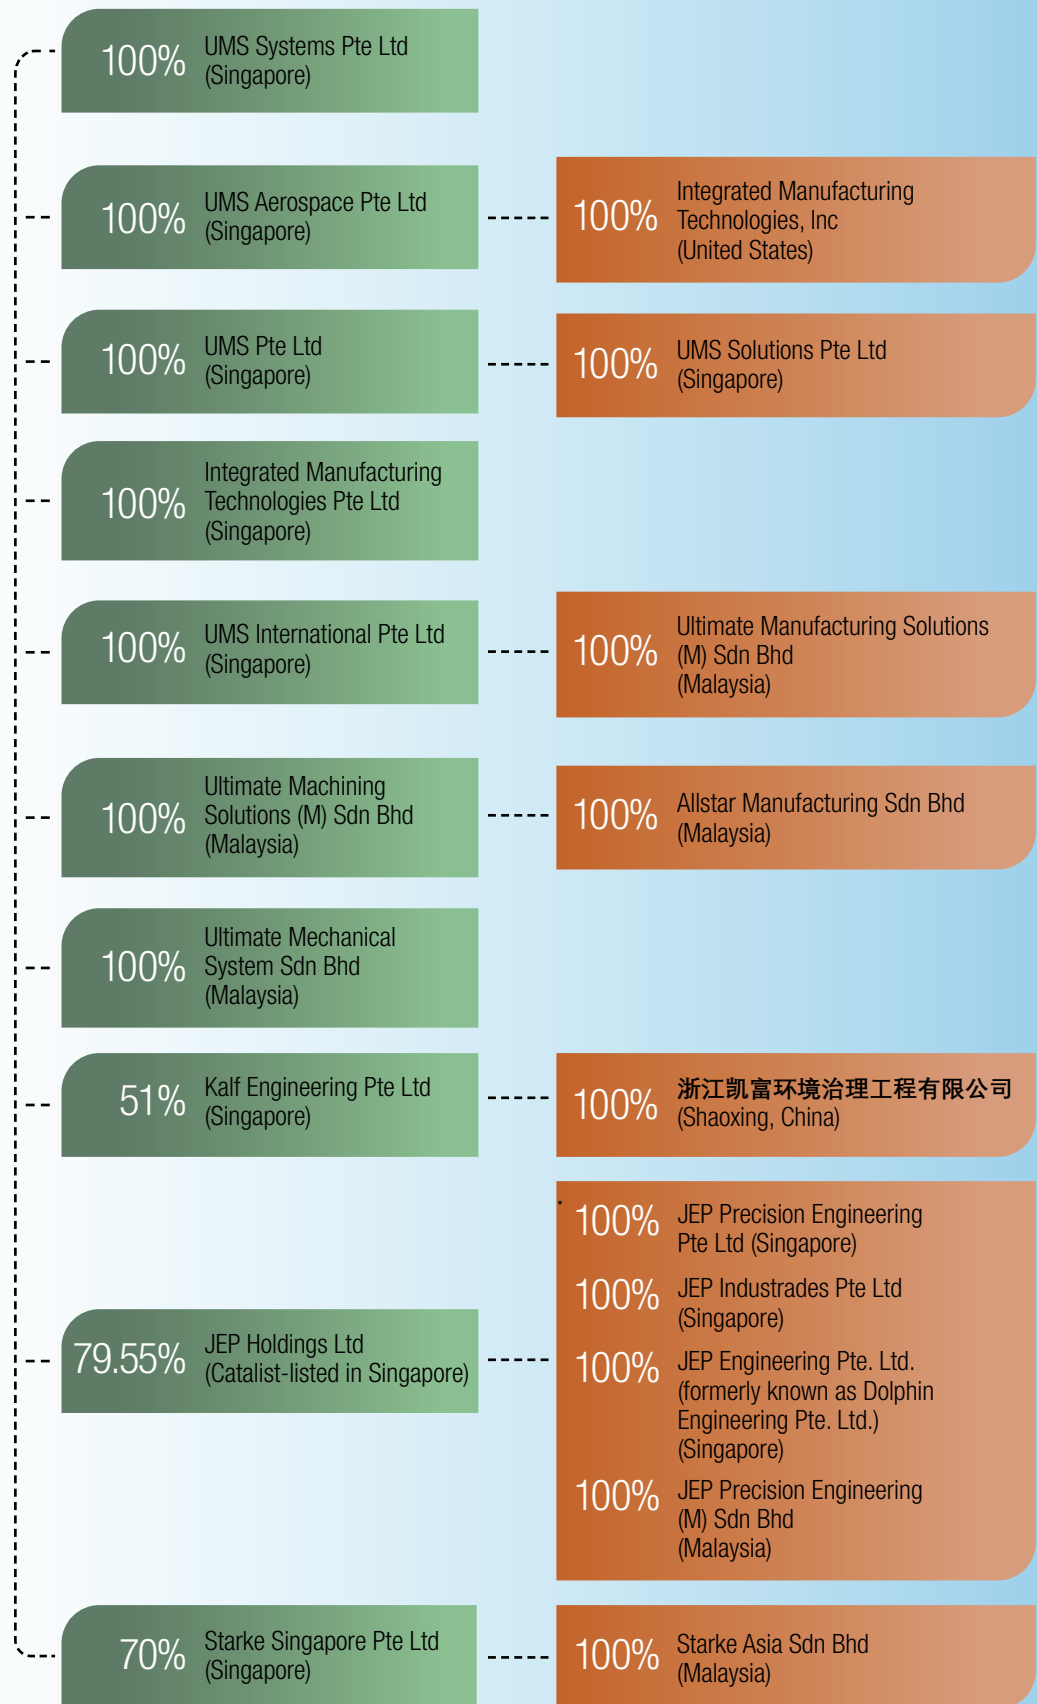 100%
UMS Systems Pte Ltd
(Singapore)
100%
UMS Aerospace Pte Ltd
(Singapore)
100%
Integrated Manufacturing
Technologies, Inc
(United States)
100%
UMS Pte Ltd
(Singapore)
100%
UMS Solutions Pte Ltd
(Singapore)
100%
Integrated Manufacturing
Technologies Pte Ltd
(Singapore)
100%
UMS International Pte Ltd
(Singapore)
100%
Ultimate Manufacturing Solutions
(M) Sdn Bhd
(Malaysia)
100%
Ultimate Machining
Solutions (M) Sdn Bhd
(Malaysia)
100%
Allstar Manufacturing Sdn Bhd
(Malaysia)
100%
Ultimate Mechanical
System Sdn Bhd
(Malaysia)
51%
Kalf Engineering Pte Ltd
(Singapore)
100%
浙江凯富环境治理工程有限公司
(Shaoxing, China)
79.55%
JEP Holdings Ltd
(Catalist-listed in Singapore)
100%
JEP Precision Engineering
Pte Ltd (Singapore)
100%
JEP Industrades Pte Ltd
(Singapore)
100%
JEP Engineering Pte. Ltd.
(formerly known as Dolphin
Engineering Pte. Ltd.)
(Singapore)
100%
JEP Precision Engineering
(M) Sdn Bhd
(Malaysia)
70%
Starke Singapore Pte Ltd
(Singapore)
100%
Starke Asia Sdn Bhd
(Malaysia)